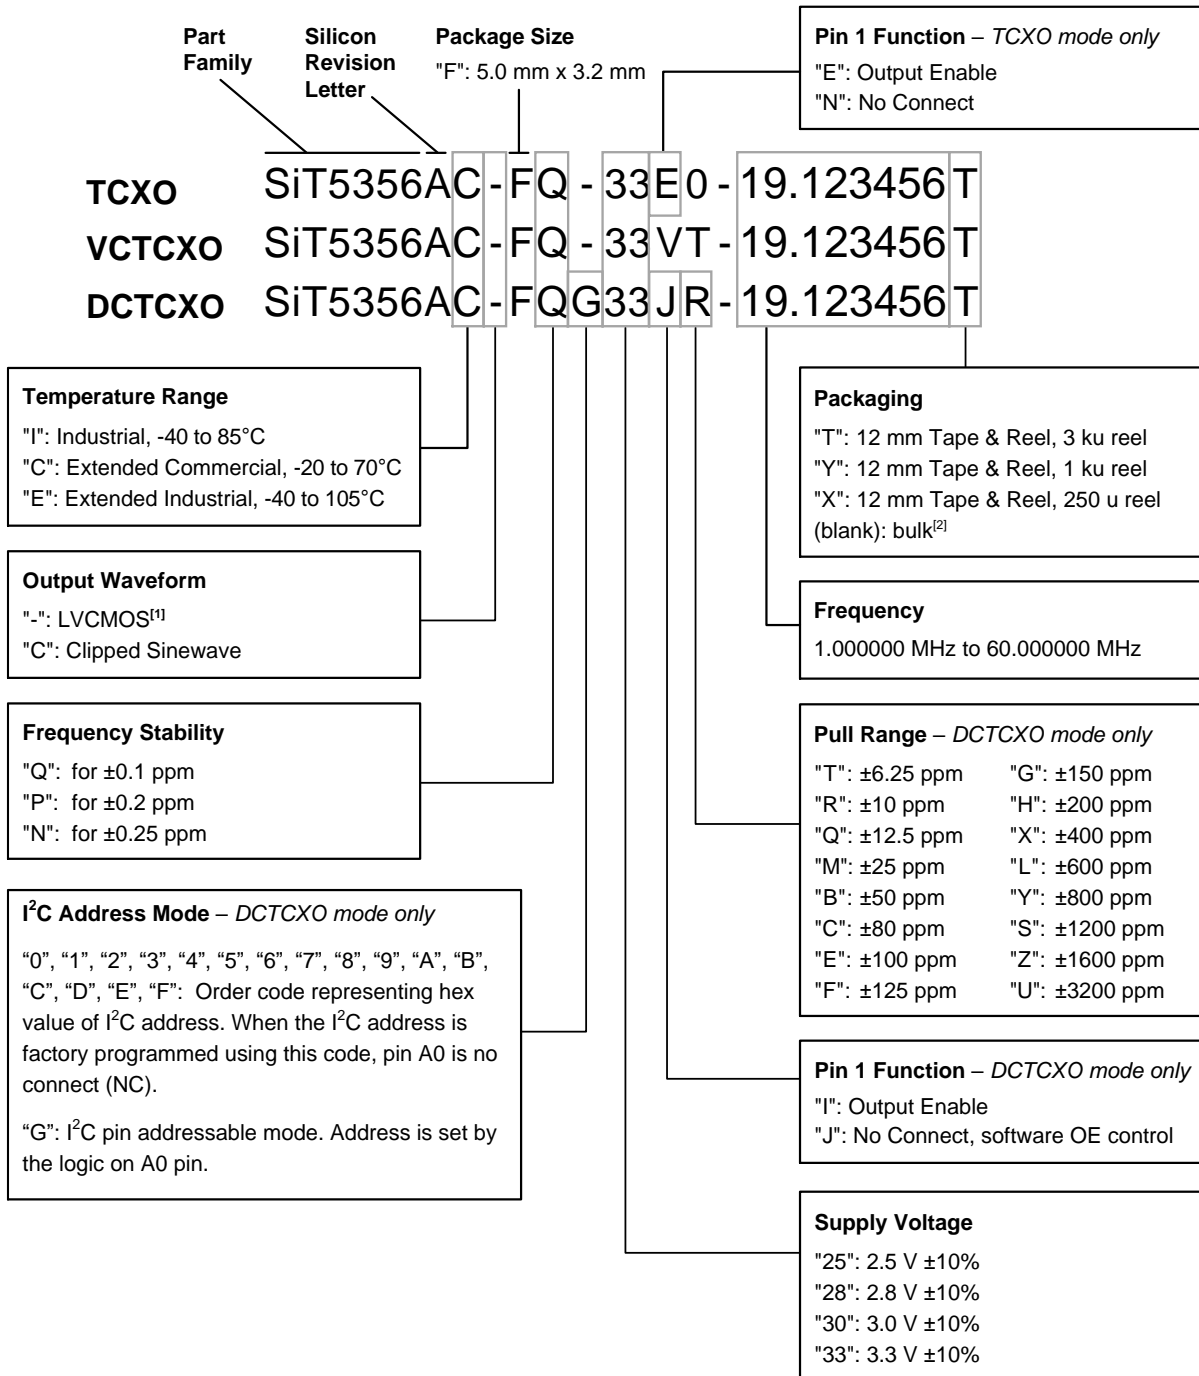 Part Family
Silicon Revision Letter
Package Size
"F": 5.0 mm x 3.2 mm
Pin 1 Function – TCXO mode only
"E": Output Enable
"N": No Connect
TCXO SiT5356AC-FQ-33E0-19.123456T
VCTCXO SiT5356AC-FQ-33VT-19.123456T
DCTCXO SiT5356AC-FQG33JR-19.123456T
Temperature Range
"I": Industrial, -40 to 85°C
"C": Extended Commercial, -20 to 70°C
"E": Extended Industrial, -40 to 105°C
Output Waveform
"-": LVCMOS[1]
"C": Clipped Sinewave
Frequency Stability
"Q": for ±0.1 ppm
"P": for ±0.2 ppm
"N": for ±0.25 ppm
I²C Address Mode – DCTCXO mode only
“0”, “1”, “2”, “3”, “4”, “5”, “6”, “7”, “8”, “9”, “A”, “B”,
“C”, “D”, “E”, “F”: Order code representing hex
value of I²C address. When the I²C address is
factory programmed using this code, pin A0 is no
connect (NC).
“G”: I²C pin addressable mode. Address is set by
the logic on A0 pin.
Packaging
"T": 12 mm Tape & Reel, 3 ku reel
"Y": 12 mm Tape & Reel, 1 ku reel
"X": 12 mm Tape & Reel, 250 u reel
(blank): bulk[2]
Frequency
1.000000 MHz to 60.000000 MHz
Pull Range – DCTCXO mode only
"T": ±6.25 ppm "G": ±150 ppm
"R": ±10 ppm "H": ±200 ppm
"Q": ±12.5 ppm "X": ±400 ppm
"M": ±25 ppm "L": ±600 ppm
"B": ±50 ppm "Y": ±800 ppm
"C": ±80 ppm "S": ±1200 ppm
"E": ±100 ppm "Z": ±1600 ppm
"F": ±125 ppm "U": ±3200 ppm
Pin 1 Function – DCTCXO mode only
"I": Output Enable
"J": No Connect, software OE control
Supply Voltage
"25": 2.5 V ±10%
"28": 2.8 V ±10%
"30": 3.0 V ±10%
"33": 3.3 V ±10%